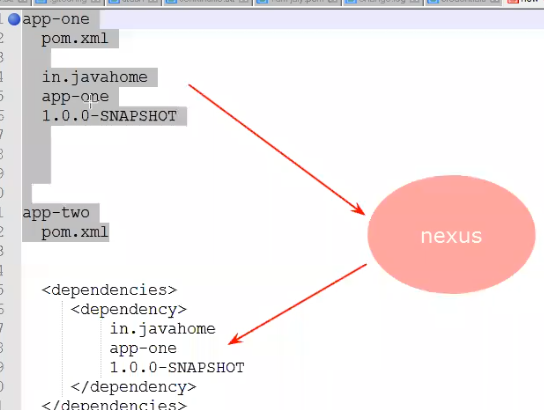 app-one
pom.xml
in.javahome
app-one
1.0.0-SNAPSHOT
app-two
pom.xml
nexus
<dependencies>
<dependency>
in.javahome
app-one
1.0.0-SNAPSHOT
</dependency>
</dependencies>